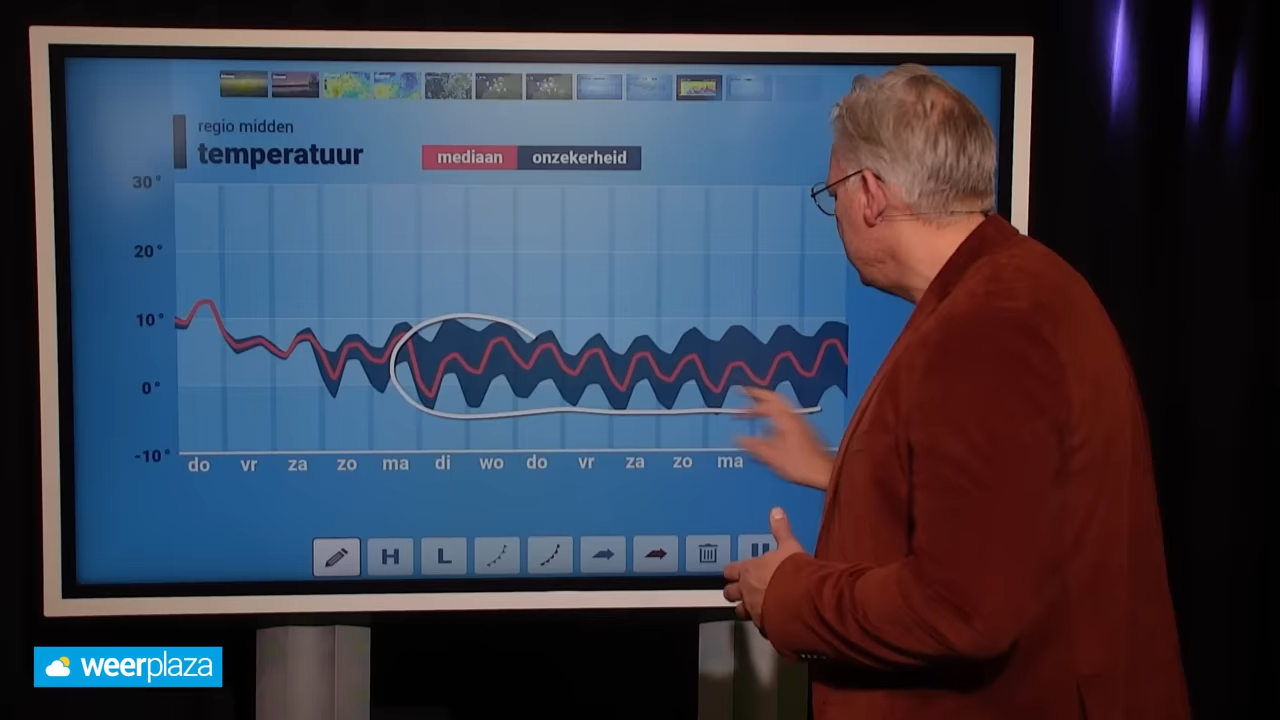 regio midden
temperatuur
mediaan onzekerheid
30°
20°
10°
0°
-10°
do vr za zo ma di wo do vr za zo ma
H L
weerplaza